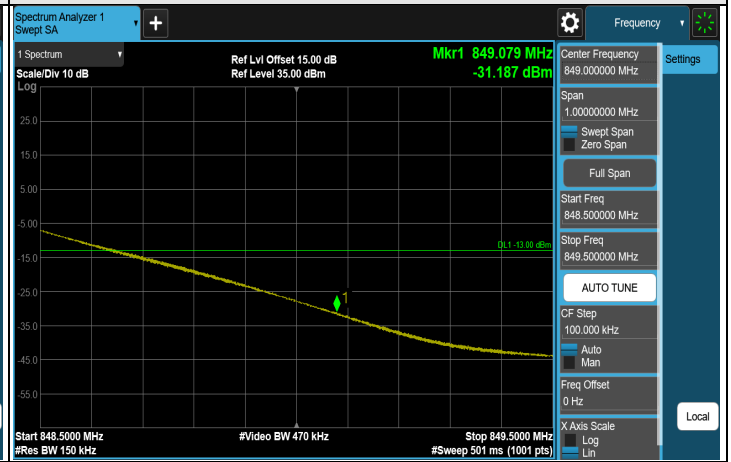 Spectrum Analyzer 1
Swept SA
+
Frequency
1 Spectrum
Scale/Div 10 dB
Log
Ref Lvl Offset 15.00 dB
Ref Level 35.00 dBm
Mkr1 849.079 MHz
-31.187 dBm
25.0
15.0
5.00
-5.00
-15.0
-25.0
-35.0
-45.0
-55.0
DL1 -13.00 dBm
1
Start 848.5000 MHz
#Res BW 150 kHz
#Video BW 470 kHz
Stop 849.5000 MHz
#Sweep 501 ms (1001 pts)
Center Frequency
849.000000 MHz
Settings
Span
1.00000000 MHz
Swept Span
Zero Span
Full Span
Start Freq
848.500000 MHz
Stop Freq
849.500000 MHz
AUTO TUNE
CF Step
100.000 kHz
Auto
Man
Freq Offset
0 Hz
X Axis Scale
Log
Lin
Local